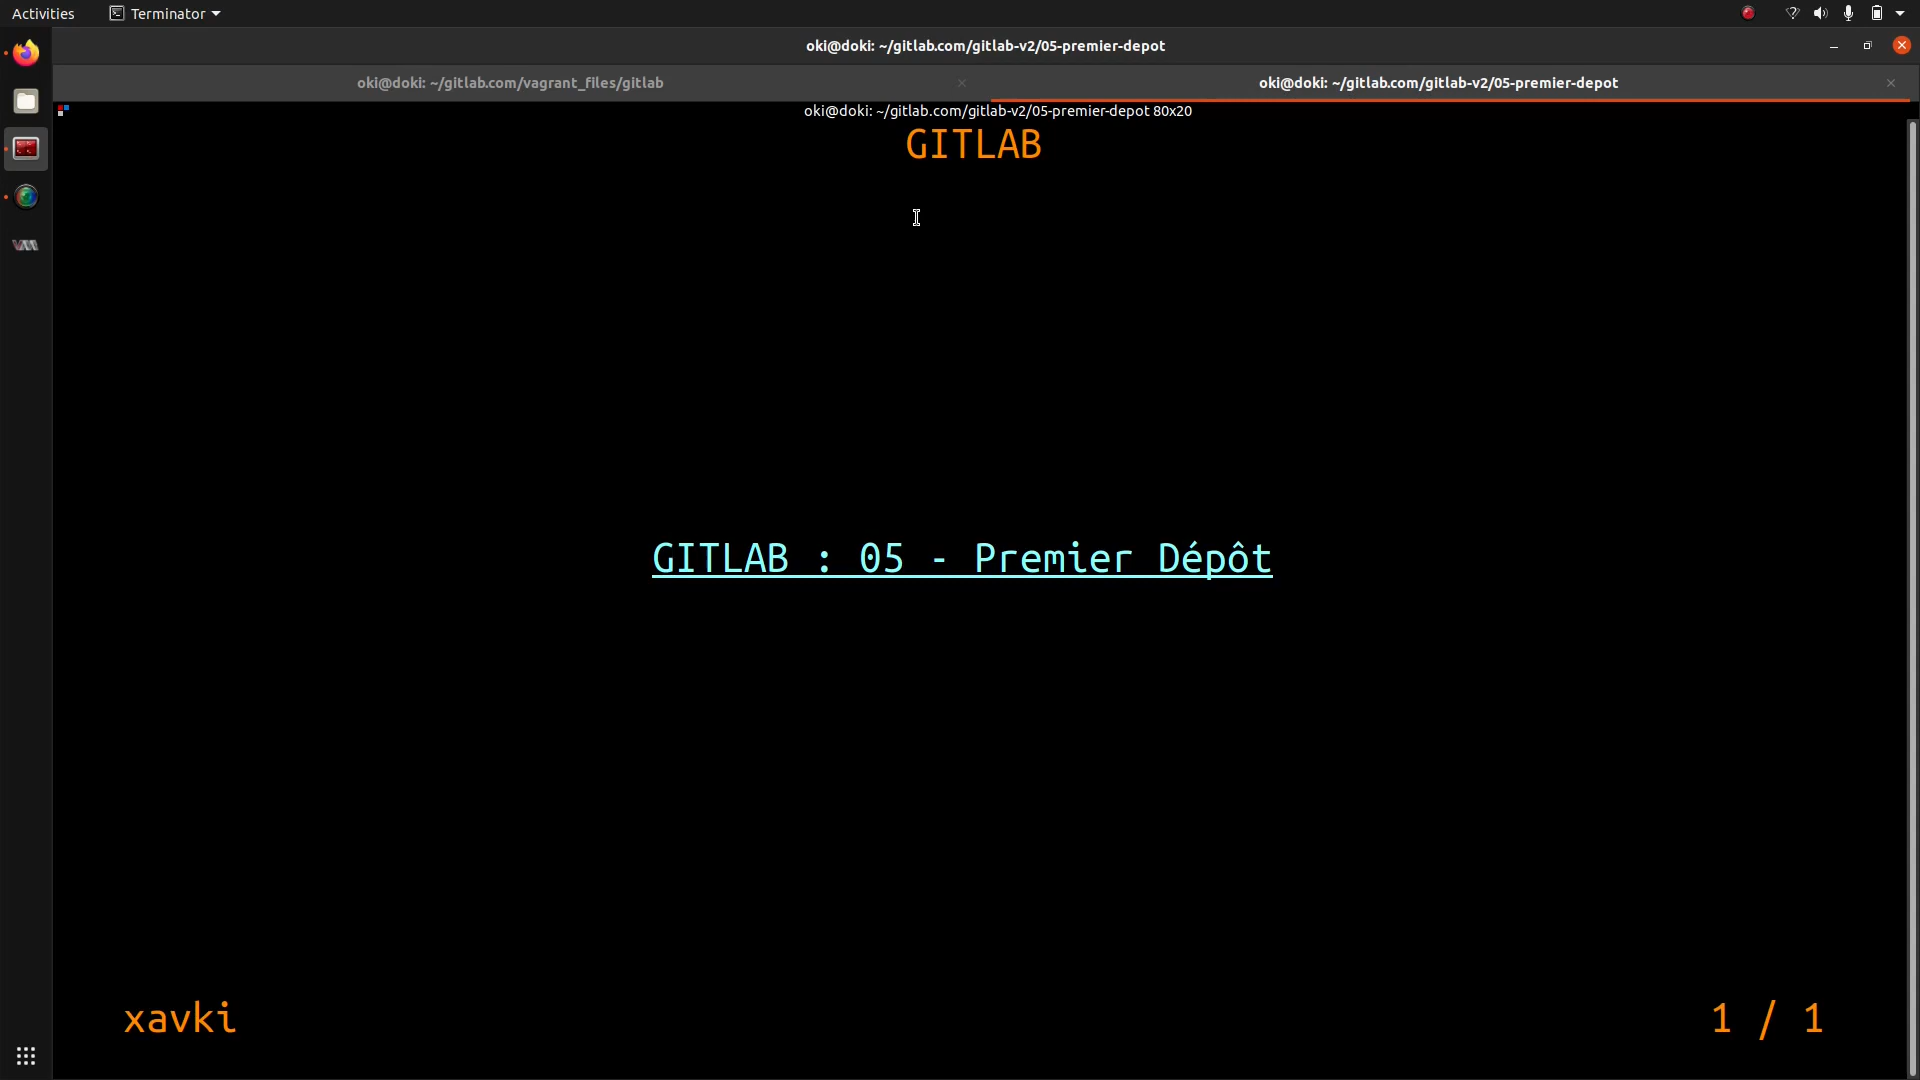 Activities
Terminator
oki@doki: ~/gitlab.com/gitlab-v2/05-premier-depot
oki@doki: ~/gitlab.com/vagrant_files/gitlab
oki@doki: ~/gitlab.com/gitlab-v2/05-premier-depot
oki@doki: ~/gitlab.com/gitlab-v2/05-premier-depot 80x20
GITLAB
GITLAB : 05 - Premier Dépôt
xavki
1 / 1